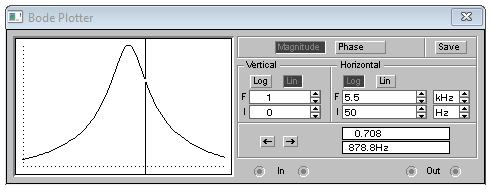 Bode Plotter
Magnitude Phase Save
Vertical Horizontal
Log Lin Log Lin
F 1 F 5.5 kHz
I 0 I 50 Hz
← → 0.708
878.8Hz
In Out